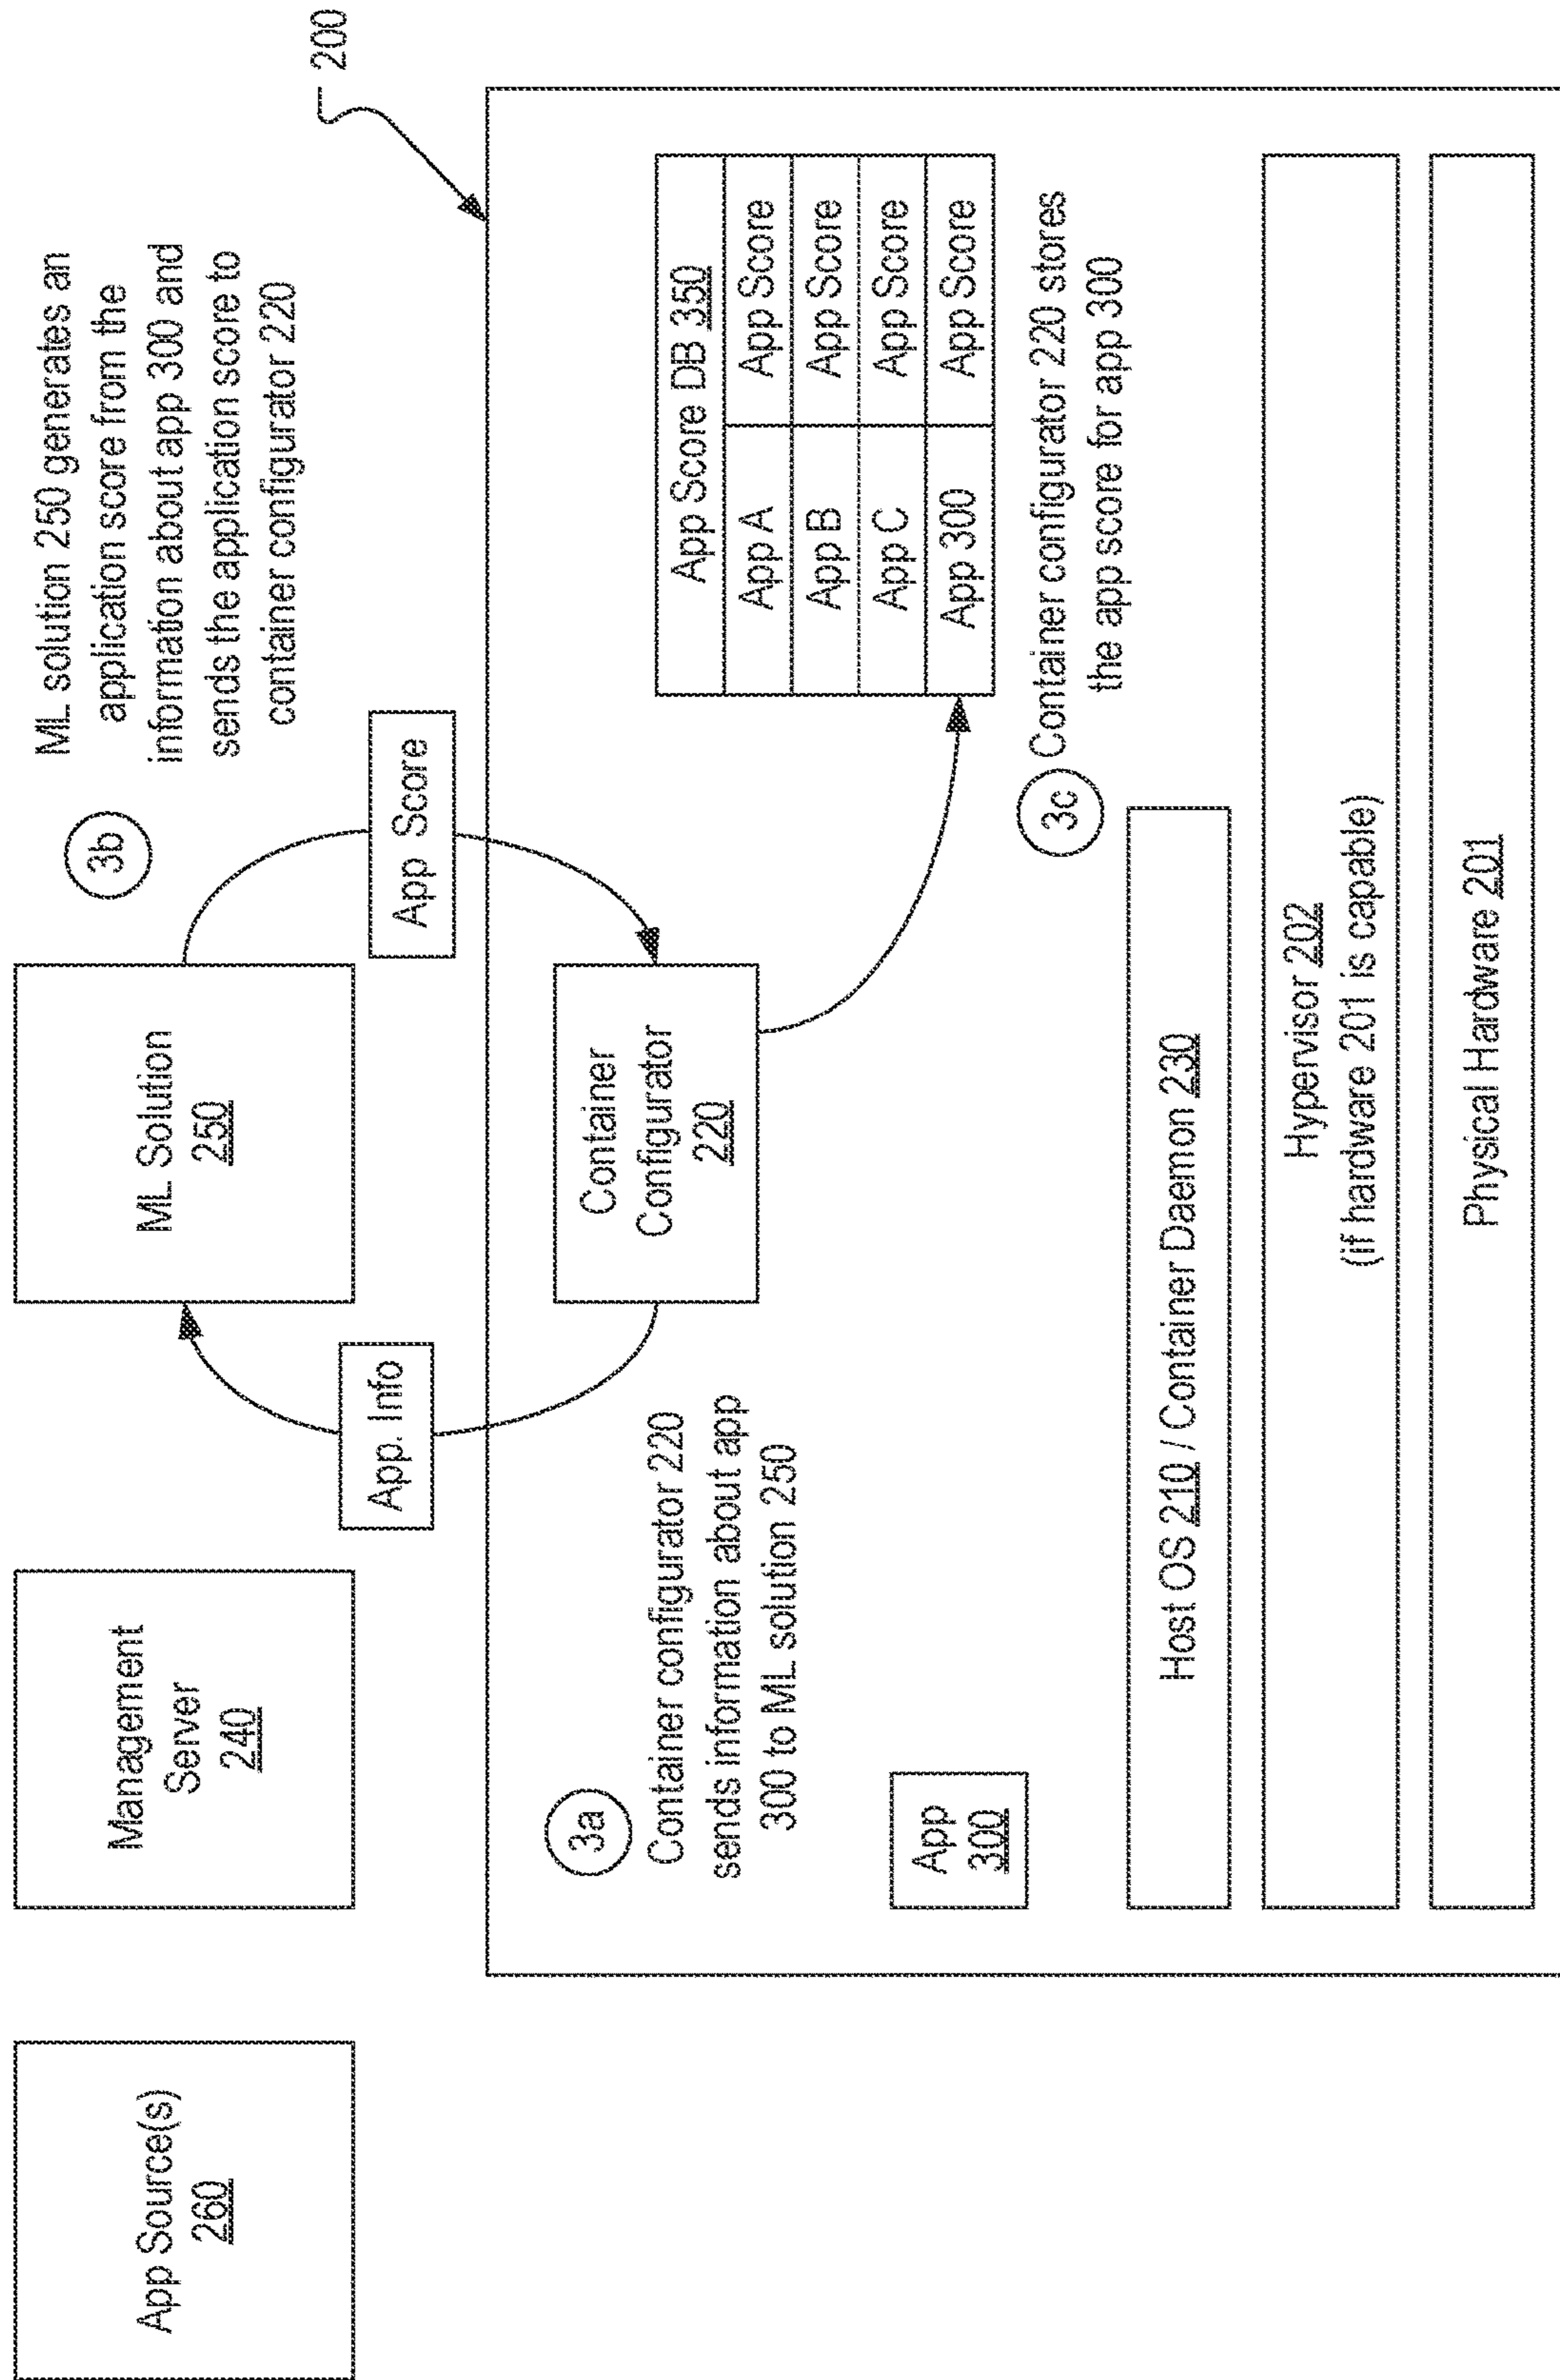 App Source(s)
260
Management
Server
240
ML Solution
250
3b
ML solution 250 generates an
application score from the
information about app 300 and
sends the application score to
container configurator 220
App. Info
App Score
200
3a
Container configurator 220
sends information about app
300 to ML solution 250
Container
Configurator
220
App Score DB 350
App A
App Score
App B
App Score
App C
App Score
App 300
App Score
3c
Container configurator 220 stores
the app score for app 300
App
300
Host OS 210 / Container Daemon 230
Hypervisor 202
(if hardware 201 is capable)
Physical Hardware 201